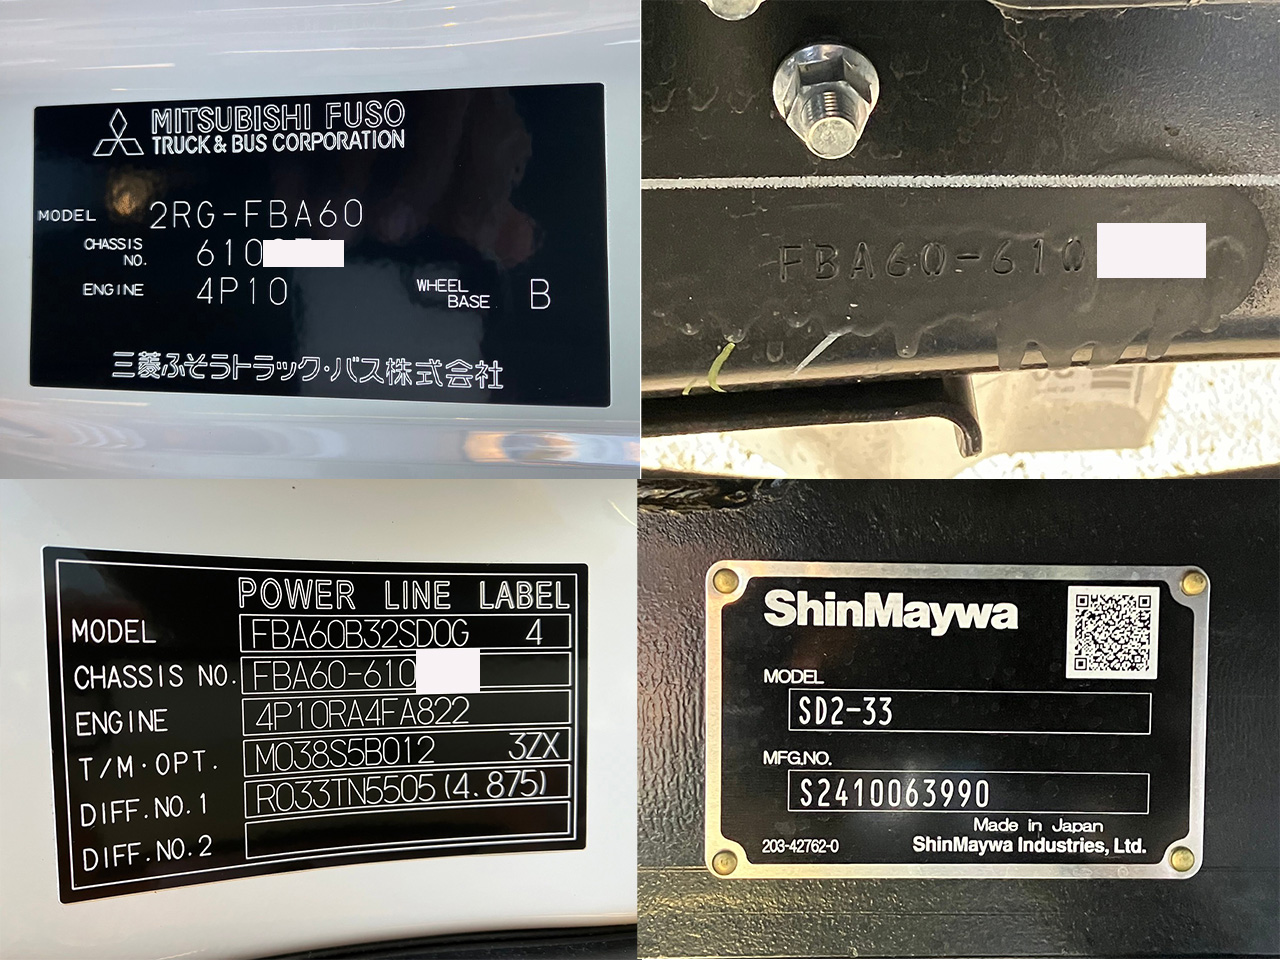 MITSUBISHI FUSO
TRUCK & BUS CORPORATION
MODEL 2RG-FBA60
CHASSIS NO. 610
ENGINE 4P10 WHEEL BASE B
三菱ふそうトラック・バス株式会社
FBA60-610
POWER LINE LABEL
MODEL FBA60B32SD0G 4
CHASSIS NO. FBA60-610
ENGINE 4P10RA4FA822
T/M·OPT. M038S5B012 3ZX
DIFF.NO.1 R033TN5505(4.875)
DIFF.NO.2
ShinMaywa
MODEL
SD2-33
MFG.NO.
S2410063990
Made in Japan
203-42762-0 ShinMaywa Industries, Ltd.